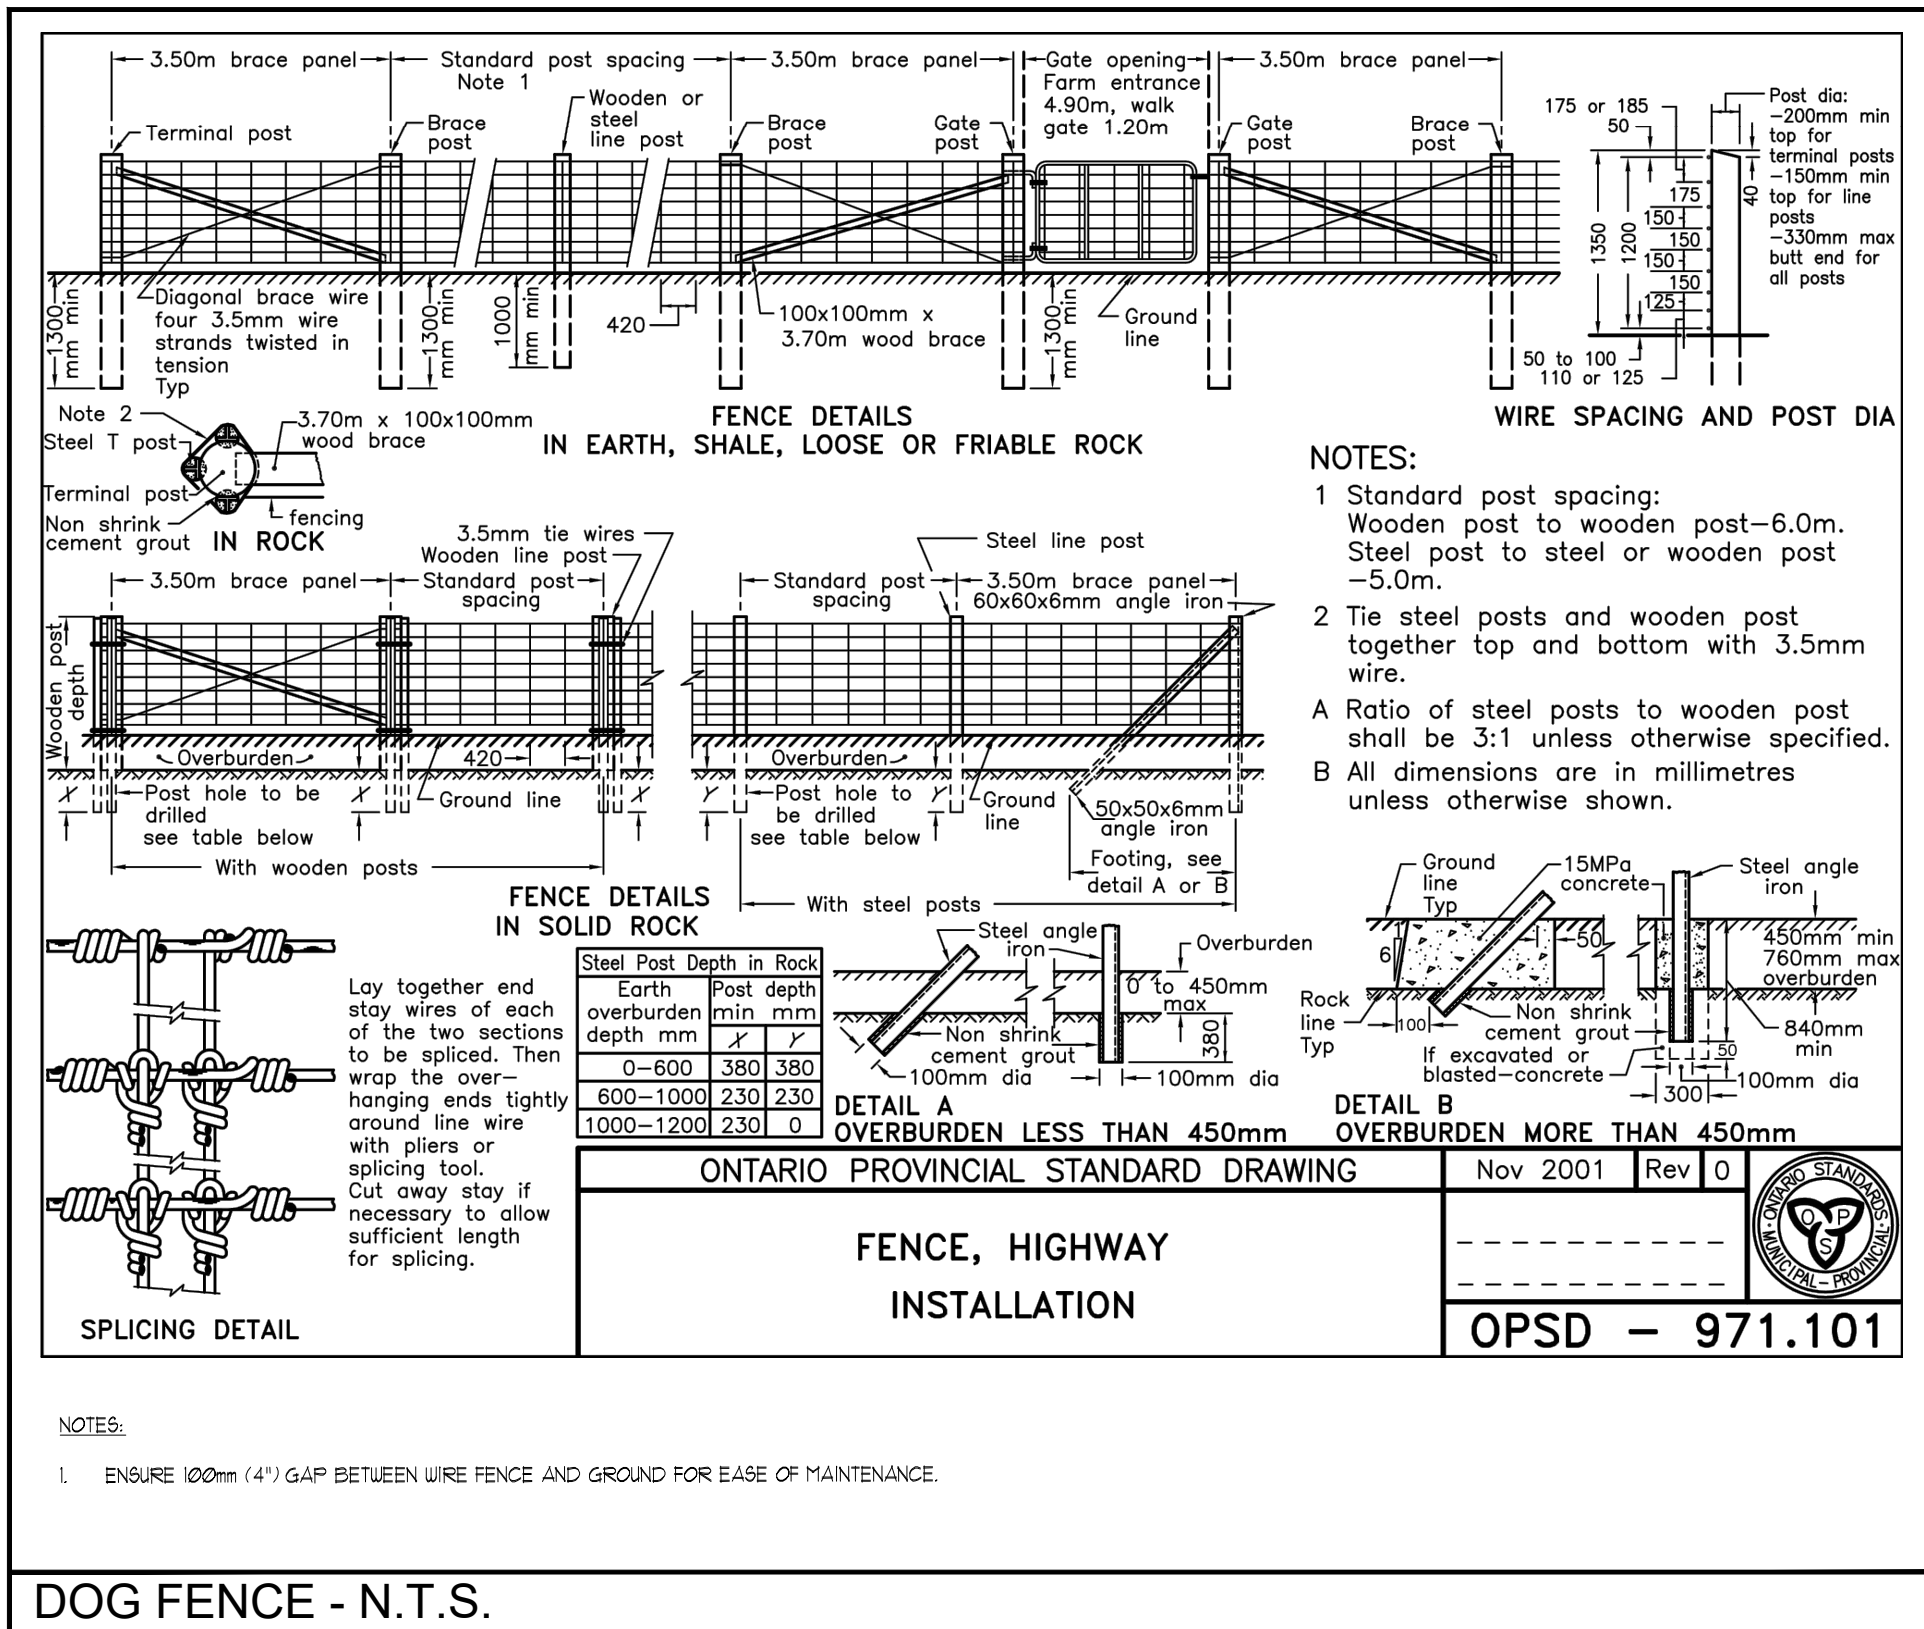 3.50m brace panel
Standard post spacing
Note 1
3.50m brace panel
Gate opening
Farm entrance
4.90m, walk
gate 1.20m
3.50m brace panel
Terminal post
Brace
post
Wooden or
steel
line post
Brace
post
Gate
post
Gate
post
Brace
post
1300
mm min
Diagonal brace wire
four 3.5mm wire
strands twisted in
tension
Typ
1300
mm min
1000
mm min
420
100x100mm x
3.70m wood brace
1300
mm min
Ground
line
FENCE DETAILS
IN EARTH, SHALE, LOOSE OR FRIABLE ROCK
175 or 185
50
1350
1200
175
150
150
150
150
125
40
50 to 100
110 or 125
Post dia:
-200mm min
top for
terminal posts
-150mm min
top for line
posts
-330mm max
butt end for
all posts
WIRE SPACING AND POST DIA
Note 2
Steel T post
Terminal post
Non shrink
cement grout
3.70m x 100x100mm
wood brace
fencing
IN ROCK
3.5mm tie wires
Wooden line post
3.50m brace panel
Standard post
spacing
Wooden post
depth
Overburden
420
X
Post hole to be
drilled
see table below
X
Ground line
X
With wooden posts
Steel line post
Standard post
spacing
3.50m brace panel
60x60x6mm angle iron
Overburden
Y
Post hole to
be drilled
see table below
Y
Ground
line
50x50x6mm
angle iron
Footing, see
detail A or B
With steel posts
FENCE DETAILS
IN SOLID ROCK
NOTES:
1 Standard post spacing:
Wooden post to wooden post-6.0m.
Steel post to steel or wooden post
-5.0m.
2 Tie steel posts and wooden post
together top and bottom with 3.5mm
wire.
A Ratio of steel posts to wooden post
shall be 3:1 unless otherwise specified.
B All dimensions are in millimetres
unless otherwise shown.
Lay together end
stay wires of each
of the two sections
to be spliced. Then
wrap the over-
hanging ends tightly
around line wire
with pliers or
splicing tool.
Cut away stay if
necessary to allow
sufficient length
for splicing.
SPLICING DETAIL
Steel Post Depth in Rock
Earth
overburden
depth mm
Post depth
min mm
X Y
0-600 380 380
600-1000 230 230
1000-1200 230 0
Steel angle
iron
Overburden
0 to 450mm
max
Non shrink
cement grout
380
100mm dia
100mm dia
DETAIL A
OVERBURDEN LESS THAN 450mm
Ground
line
Typ
15MPa
concrete
Steel angle
iron
6
50
450mm min
760mm max
overburden
Rock
line
Typ
100
Non shrink
cement grout
If excavated or
blasted-concrete
840mm
min
50
300
100mm dia
DETAIL B
OVERBURDEN MORE THAN 450mm
ONTARIO PROVINCIAL STANDARD DRAWING
Nov 2001
Rev
0
FENCE, HIGHWAY
INSTALLATION
ONTARIO STANDARDS
MUNICIPAL-PROVINCIAL
O P
S
OPSD - 971.101
NOTES:
1. ENSURE 100mm (4") GAP BETWEEN WIRE FENCE AND GROUND FOR EASE OF MAINTENANCE.
DOG FENCE - N.T.S.